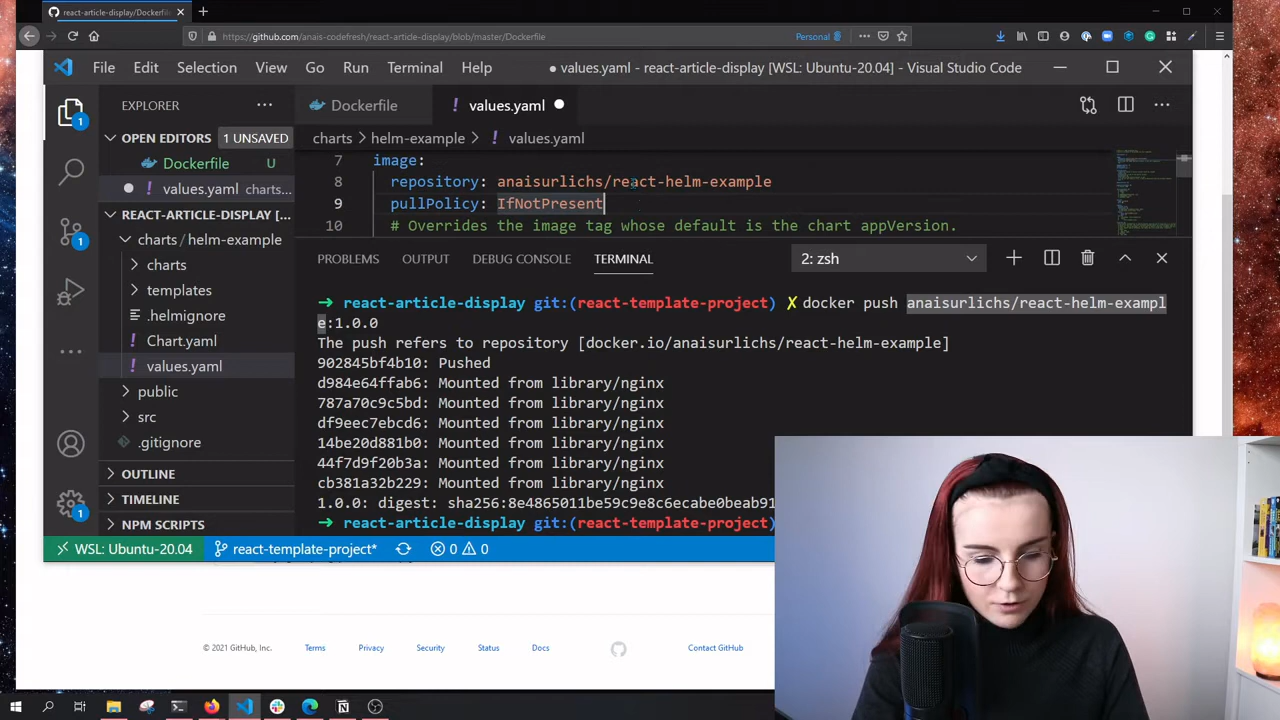 react-article-display/Dockerfile
https://github.com/anais-codefresh/react-article-display/blob/master/Dockerfile
Personal
File Edit Selection View Go Run Terminal Help
● values.yaml - react-article-display [WSL: Ubuntu-20.04] - Visual Studio Code
EXPLORER
Dockerfile
values.yaml
OPEN EDITORS 1 UNSAVED
Dockerfile U
values.yaml charts...
REACT-ARTICLE-DISPLAY [...
charts / helm-example
charts
templates
.helmignore
Chart.yaml
values.yaml
public
src
.gitignore
OUTLINE
TIMELINE
NPM SCRIPTS
charts > helm-example > ! values.yaml
7 image:
8 repository: anaisurlichs/react-helm-example
9 pullPolicy: IfNotPresent
10 # Overrides the image tag whose default is the chart appVersion.
PROBLEMS OUTPUT DEBUG CONSOLE TERMINAL 2: zsh
➜ react-article-display git:(react-template-project) ✗ docker push anaisurlichs/react-helm-exampl
e:1.0.0
The push refers to repository [docker.io/anaisurlichs/react-helm-example]
902845bf4b10: Pushed
d984e64ffab6: Mounted from library/nginx
787a70c9c5bd: Mounted from library/nginx
df9eec7ebcd6: Mounted from library/nginx
14be20d881b0: Mounted from library/nginx
44f7d9f20b3a: Mounted from library/nginx
cb381a32b229: Mounted from library/nginx
1.0.0: digest: sha256:8e4865011be59c9e8c6ecabe0beab91
➜ react-article-display git:(react-template-project)
WSL: Ubuntu-20.04 react-template-project* 0 0
© 2021 GitHub, Inc. Terms Privacy Security Status Docs Contact GitHub